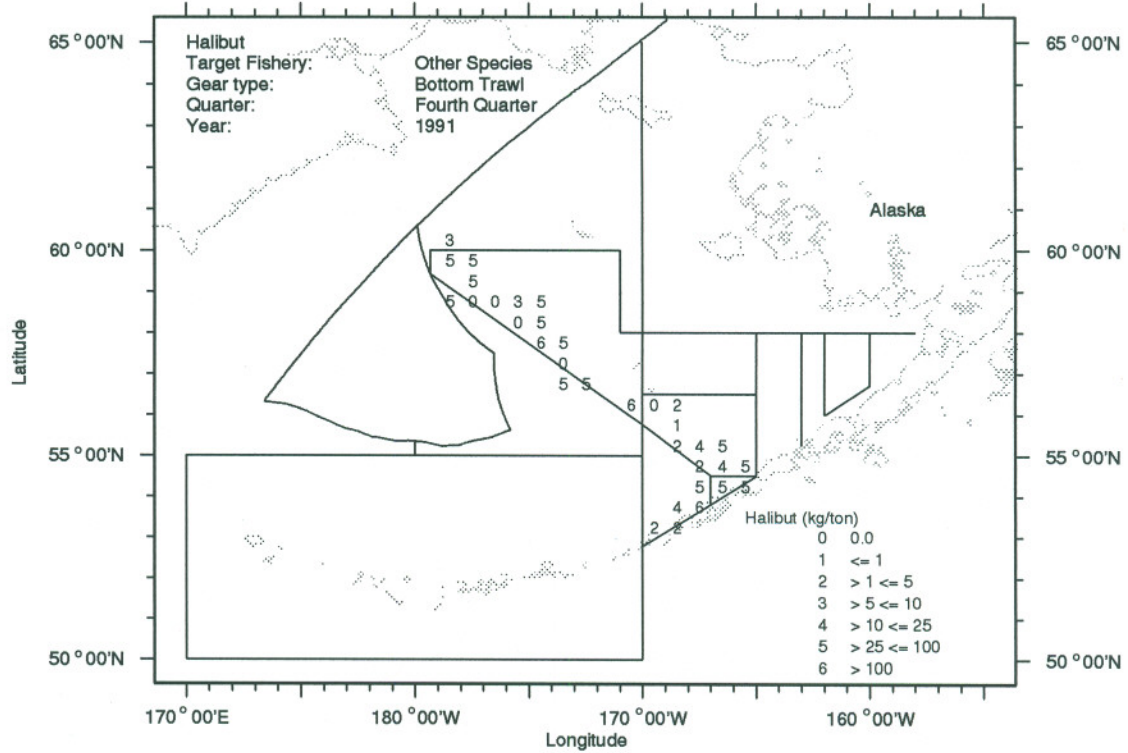 65 °00'N
65 °00'N
Halibut
Target Fishery: Other Species
Gear type: Bottom Trawl
Quarter: Fourth Quarter
Year: 1991
Alaska
3
60 °00'N
60 °00'N
5 5
5
5 0 0 3 5
0 5
6 5
Latitude
0
5 5
6 0 2
1
2 4 5
55 °00'N
55 °00'N
2 4 5
5 5 5
4 6
2 2
Halibut (kg/ton)
0 0.0
1 <= 1
2 > 1 <= 5
3 > 5 <= 10
4 > 10 <= 25
5 > 25 <= 100
6 > 100
50 °00'N
50 °00'N
170 °00'E
180 °00'W
170 °00'W
160 °00'W
Longitude